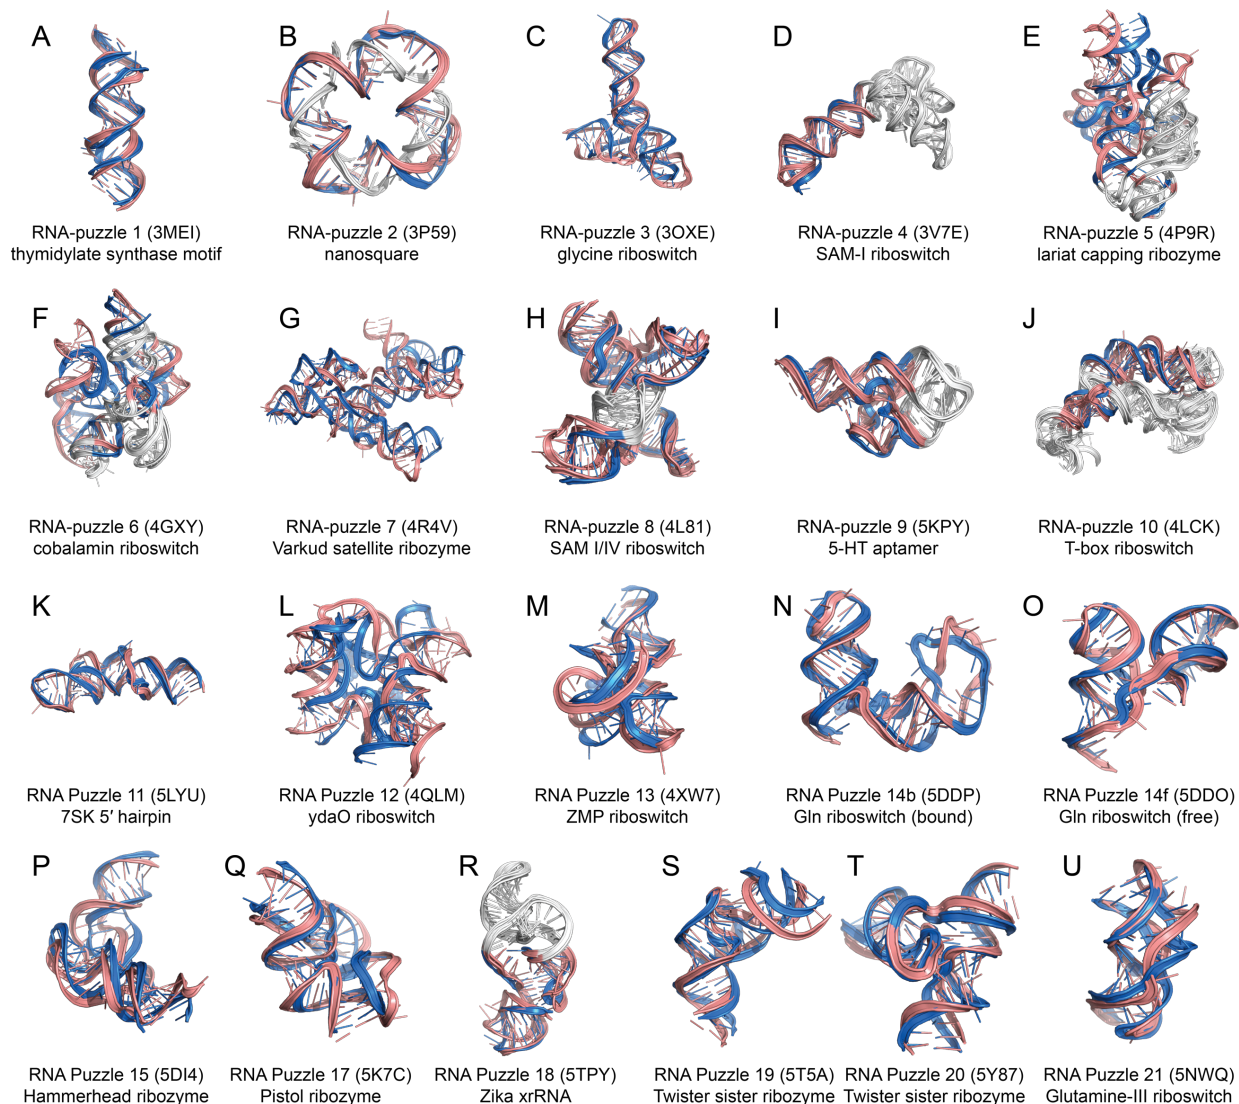 A
B
C
D
E
RNA-puzzle 1 (3MEI)
thymidylate synthase motif
RNA-puzzle 2 (3P59)
nanosquare
RNA-puzzle 3 (3OXE)
glycine riboswitch
RNA-puzzle 4 (3V7E)
SAM-I riboswitch
RNA-puzzle 5 (4P9R)
lariat capping ribozyme
F
G
H
I
J
RNA-puzzle 6 (4GXY)
cobalamin riboswitch
RNA-puzzle 7 (4R4V)
Varkud satellite ribozyme
RNA-puzzle 8 (4L81)
SAM I/IV riboswitch
RNA-puzzle 9 (5KPY)
5-HT aptamer
RNA-puzzle 10 (4LCK)
T-box riboswitch
K
L
M
N
O
RNA Puzzle 11 (5LYU)
7SK 5′ hairpin
RNA Puzzle 12 (4QLM)
ydaO riboswitch
RNA Puzzle 13 (4XW7)
ZMP riboswitch
RNA Puzzle 14b (5DDP)
Gln riboswitch (bound)
RNA Puzzle 14f (5DDO)
Gln riboswitch (free)
P
Q
R
S
T
U
RNA Puzzle 15 (5DI4)
Hammerhead ribozyme
RNA Puzzle 17 (5K7C)
Pistol ribozyme
RNA Puzzle 18 (5TPY)
Zika xrRNA
RNA Puzzle 19 (5T5A)
Twister sister ribozyme
RNA Puzzle 20 (5Y87)
Twister sister ribozyme
RNA Puzzle 21 (5NWQ)
Glutamine-III riboswitch